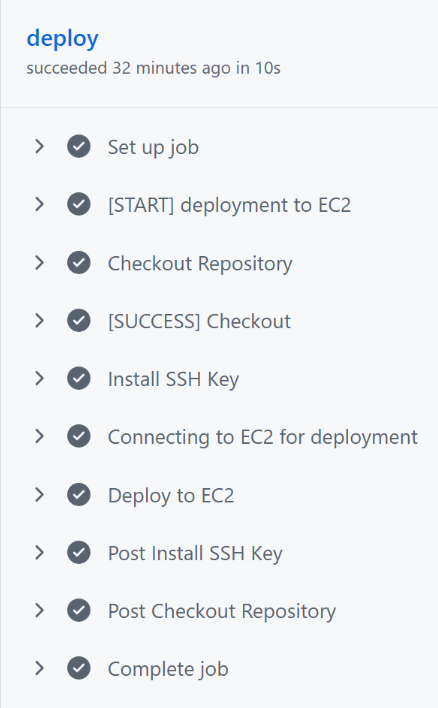 deploy
succeeded 32 minutes ago in 10s
Set up job
[START] deployment to EC2
Checkout Repository
[SUCCESS] Checkout
Install SSH Key
Connecting to EC2 for deployment
Deploy to EC2
Post Install SSH Key
Post Checkout Repository
Complete job